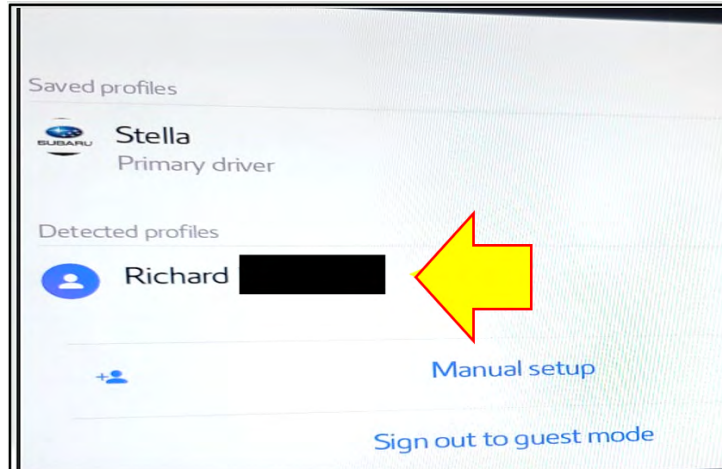 Saved profiles
SUBARU
Stella
Primary driver
Detected profiles
Richard
Manual setup
Sign out to guest mode